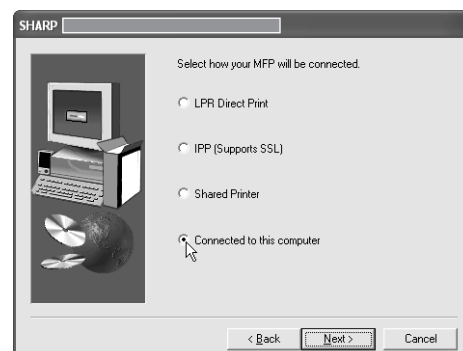 SHARP
Select how your MFP will be connected.
LPR Direct Print
IPP (Supports SSL)
Shared Printer
Connected to this computer
< Back
Next >
Cancel